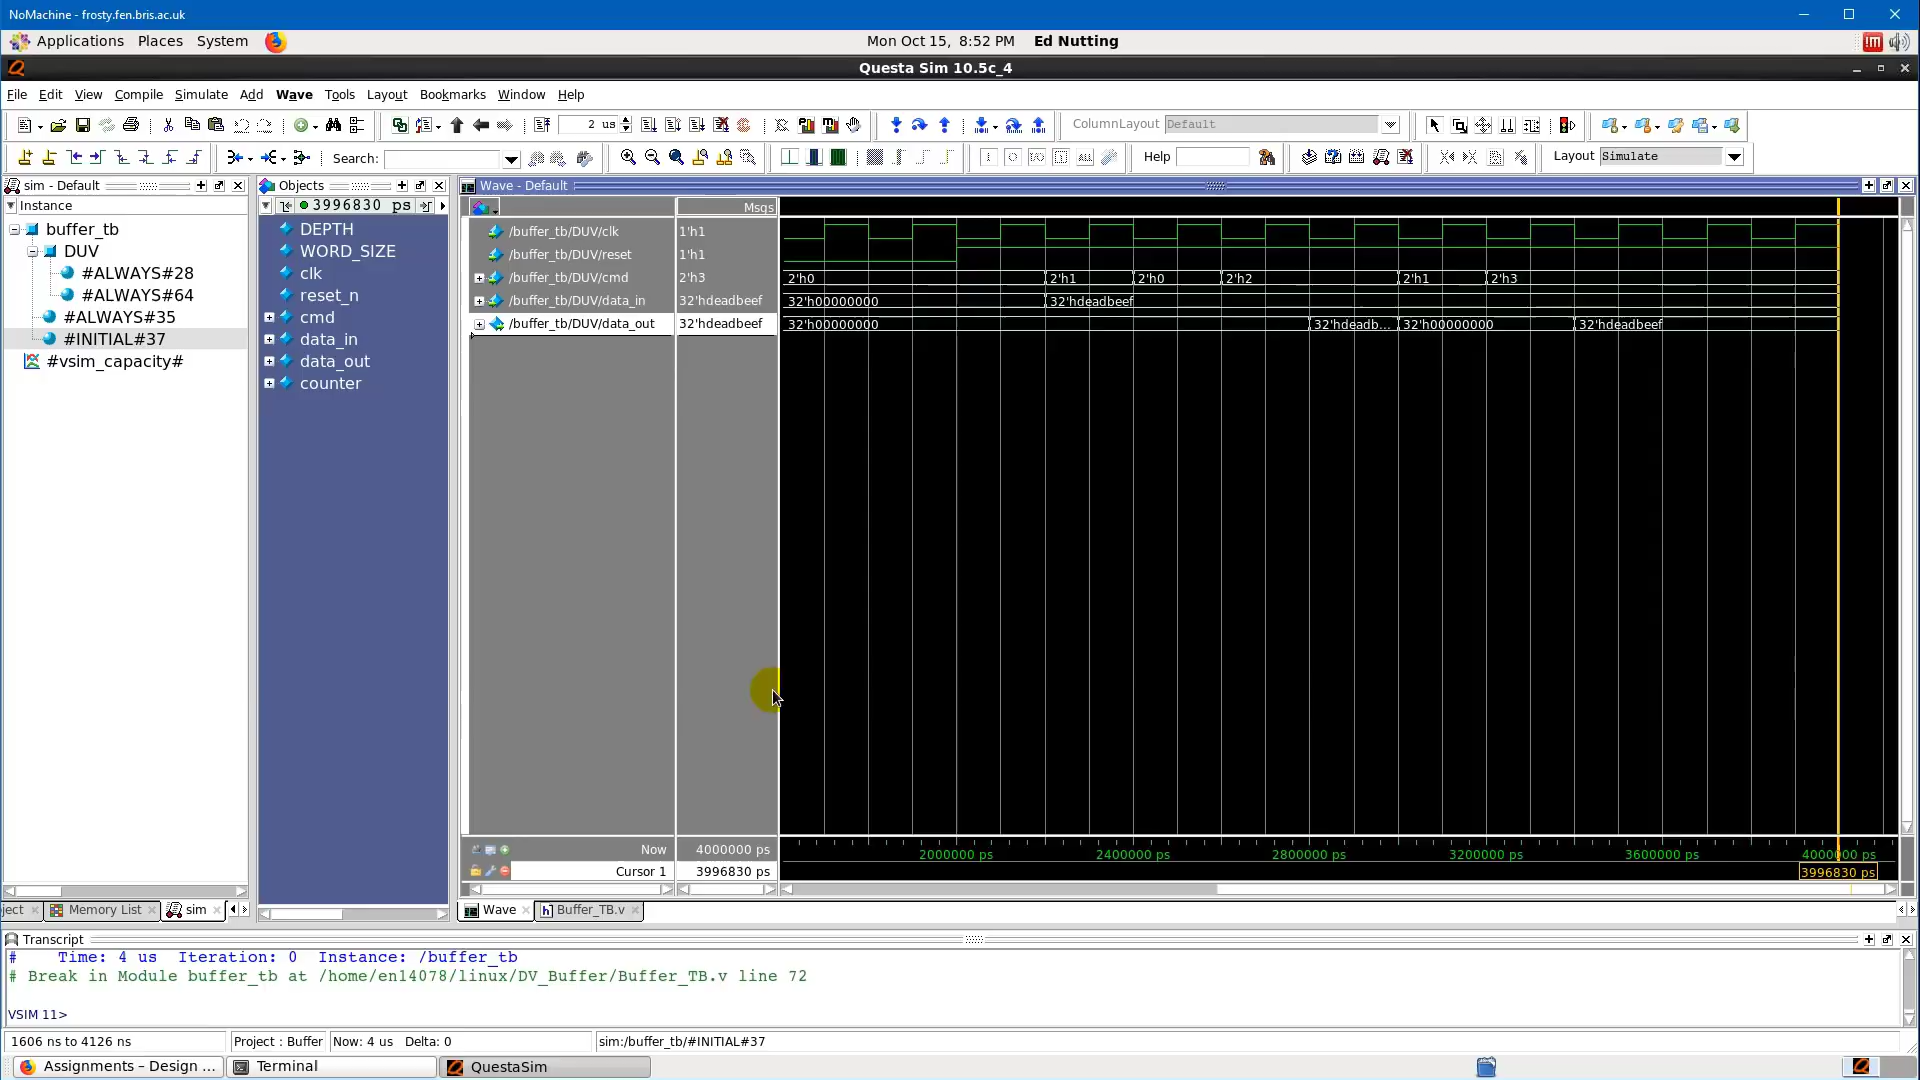 NoMachine - frosty.fen.bris.ac.uk
Applications Places System Mon Oct 15, 8:52 PM Ed Nutting
Questa Sim 10.5c_4
File Edit View Compile Simulate Add Wave Tools Layout Bookmarks Window Help
2 us ColumnLayout Default
Search: Help Layout Simulate
sim - Default
Instance
buffer_tb
DUV
#ALWAYS#28
#ALWAYS#64
#ALWAYS#35
#INITIAL#37
#vsim_capacity#
Objects
3996830 ps
DEPTH
WORD_SIZE
clk
reset_n
cmd
data_in
data_out
counter
Wave - Default
Msgs
/buffer_tb/DUV/clk 1'h1
/buffer_tb/DUV/reset 1'h1
/buffer_tb/DUV/cmd 2'h3 2'h0 2'h1 2'h0 2'h2 2'h1 2'h3
/buffer_tb/DUV/data_in 32'hdeadbeef 32'h00000000 32'hdeadbeef
/buffer_tb/DUV/data_out 32'hdeadbeef 32'h00000000 32'hdeadb... 32'h00000000 32'hdeadbeef
Now 4000000 ps 2000000 ps 2400000 ps 2800000 ps 3200000 ps 3600000 ps 4000000 ps
Cursor 1 3996830 ps 3996830 ps
ject Memory List sim Wave Buffer_TB.v
Transcript
# Time: 4 us Iteration: 0 Instance: /buffer_tb
# Break in Module buffer_tb at /home/en14078/linux/DV_Buffer/Buffer_TB.v line 72
VSIM 11>
1606 ns to 4126 ns Project : Buffer Now: 4 us Delta: 0 sim:/buffer_tb/#INITIAL#37
Assignments – Design ... Terminal QuestaSim